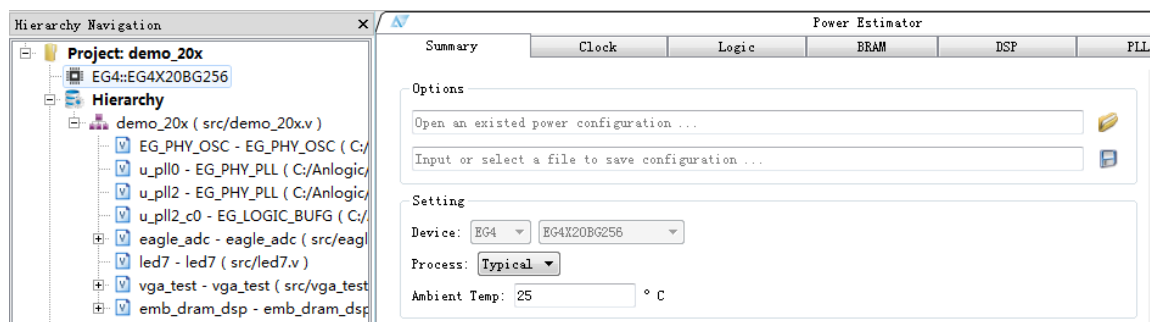 Hierarchy Navigation
Project: demo_20x
EG4::EG4X20BG256
Hierarchy
demo_20x ( src/demo_20x.v )
EG_PHY_OSC - EG_PHY_OSC ( C:/
u_pll0 - EG_PHY_PLL ( C:/Anlogic/
u_pll2 - EG_PHY_PLL ( C:/Anlogic/
u_pll2_c0 - EG_LOGIC_BUFG ( C:/
eagle_adc - eagle_adc ( src/eagl
led7 - led7 ( src/led7.v )
vga_test - vga_test ( src/vga_test
emb_dram_dsp - emb_dram_dsp
Power Estimator
Summary Clock Logic BRAM DSP PLL
Options
Open an existed power configuration ...
Input or select a file to save configuration ...
Setting
Device: EG4 EG4X20BG256
Process: Typical
Ambient Temp: 25 ° C